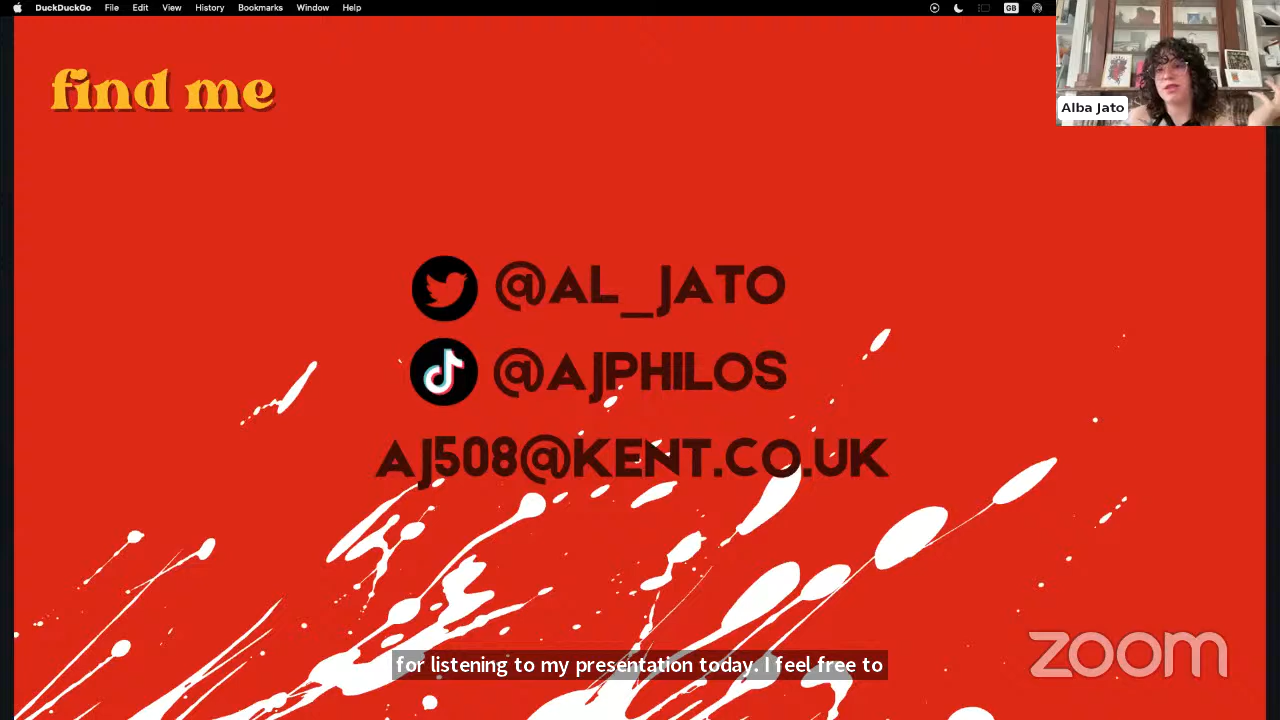 DuckDuckGo File Edit View History Bookmarks Window Help GB
find me
Alba Jato
@AL_JATO
@AJPHILOS
AJ508@KENT.CO.UK
zoom
for listening to my presentation today. I feel free to